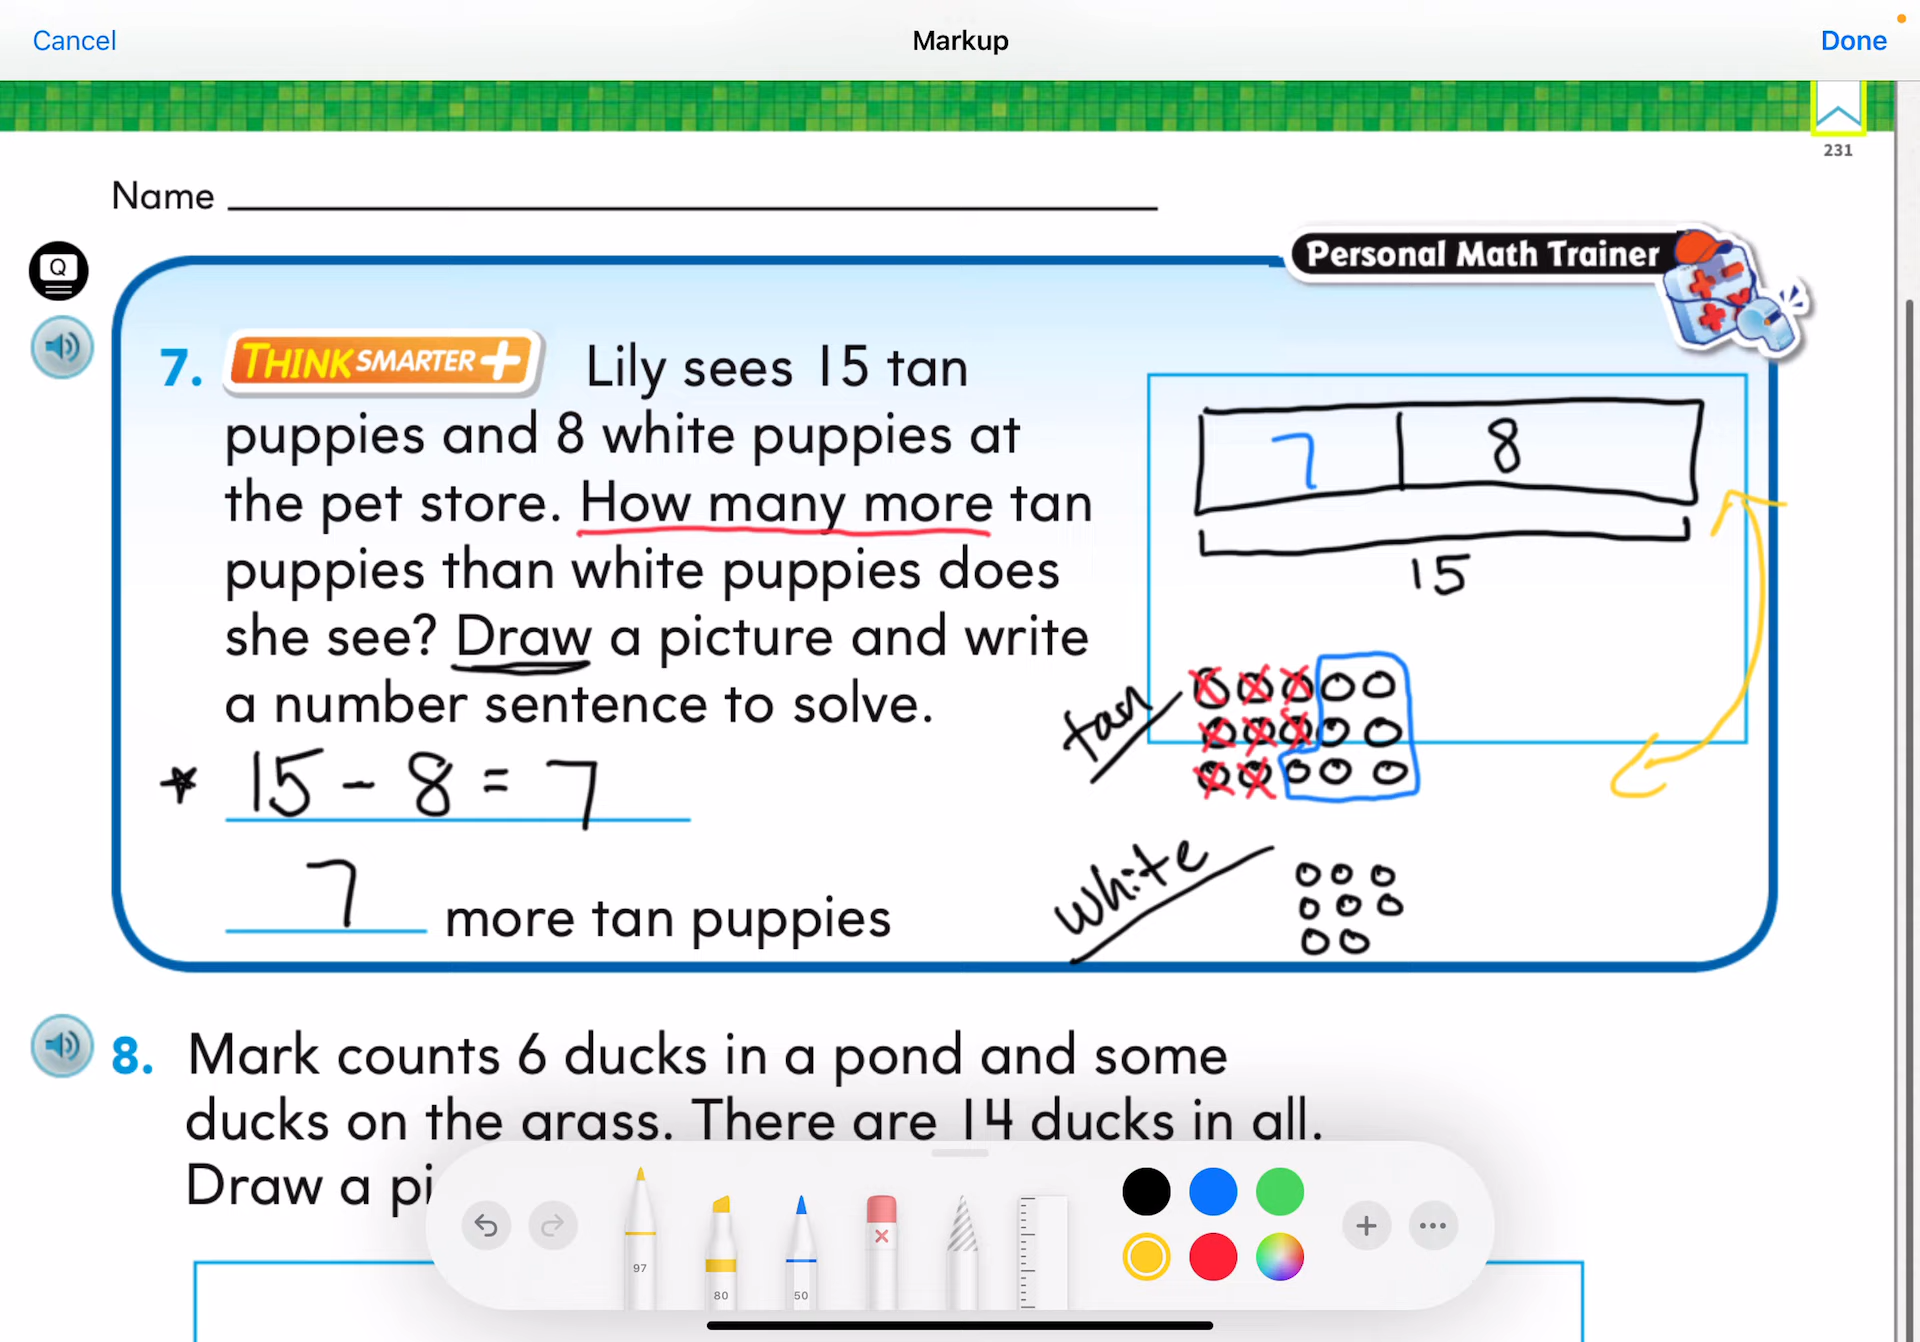 Cancel
Markup
Done
231
Name
Q
Personal Math Trainer
7. THINK SMARTER + Lily sees 15 tan
puppies and 8 white puppies at
the pet store. How many more tan
puppies than white puppies does
she see? Draw a picture and write
a number sentence to solve.
* 15 - 8 = 7
7 more tan puppies
7 8
15
tan
white
8. Mark counts 6 ducks in a pond and some
ducks on the grass. There are 14 ducks in all.
Draw a pi
97
80
50